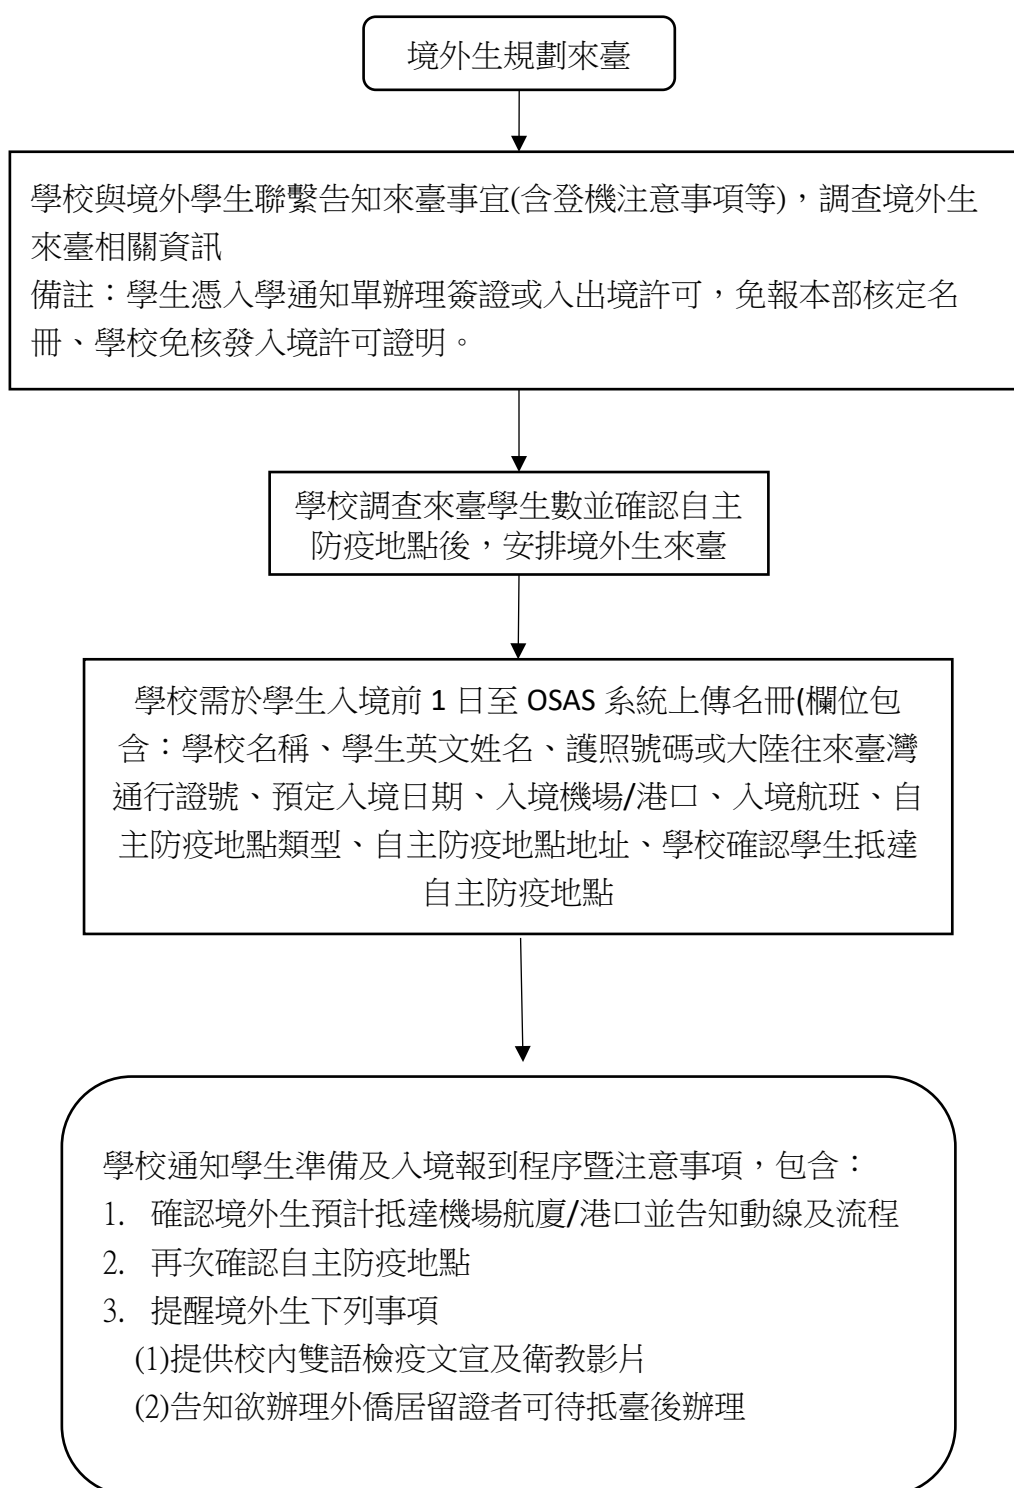 境外生規劃來臺
學校與境外學生聯繫告知來臺事宜(含登機注意事項等)，調查境外生
來臺相關資訊
備註：學生憑入學通知單辦理簽證或入出境許可，免報本部核定名
冊、學校免核發入境許可證明。
學校調查來臺學生數並確認自主
防疫地點後，安排境外生來臺
學校需於學生入境前 1 日至 OSAS 系統上傳名冊(欄位包
含：學校名稱、學生英文姓名、護照號碼或大陸往來臺灣
通行證號、預定入境日期、入境機場/港口、入境航班、自
主防疫地點類型、自主防疫地點地址、學校確認學生抵達
自主防疫地點
學校通知學生準備及入境報到程序暨注意事項，包含：
1. 確認境外生預計抵達機場航廈/港口並告知動線及流程
2. 再次確認自主防疫地點
3. 提醒境外生下列事項
(1)提供校內雙語檢疫文宣及衛教影片
(2)告知欲辦理外僑居留證者可待抵臺後辦理